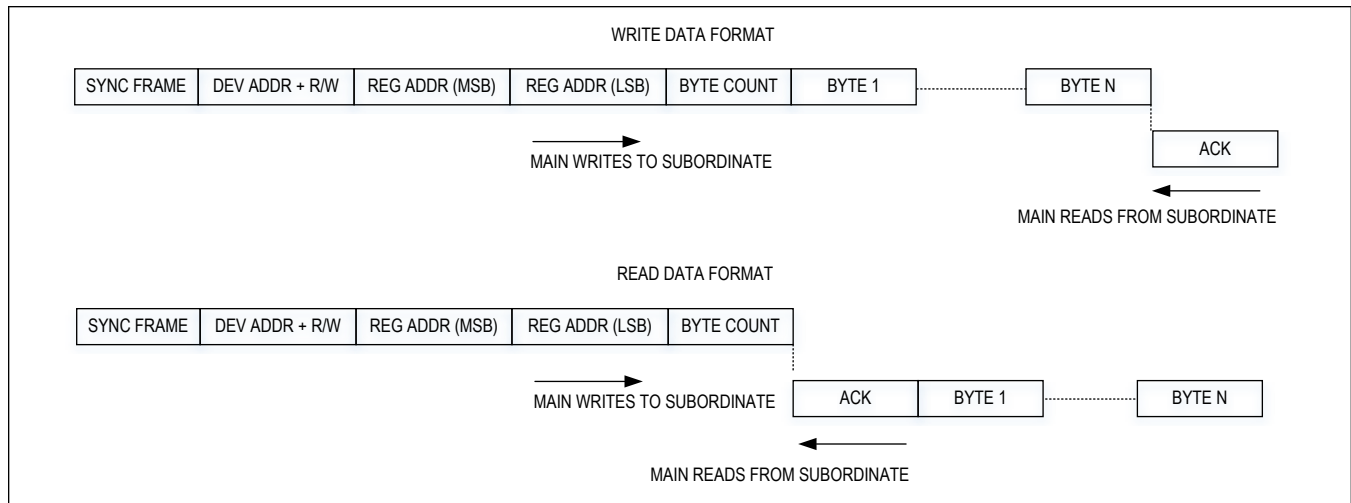 WRITE DATA FORMAT
SYNC FRAME DEV ADDR + R/W REG ADDR (MSB) REG ADDR (LSB) BYTE COUNT BYTE 1 BYTE N
ACK
MAIN WRITES TO SUBORDINATE
MAIN READS FROM SUBORDINATE
READ DATA FORMAT
SYNC FRAME DEV ADDR + R/W REG ADDR (MSB) REG ADDR (LSB) BYTE COUNT
ACK BYTE 1 BYTE N
MAIN WRITES TO SUBORDINATE
MAIN READS FROM SUBORDINATE